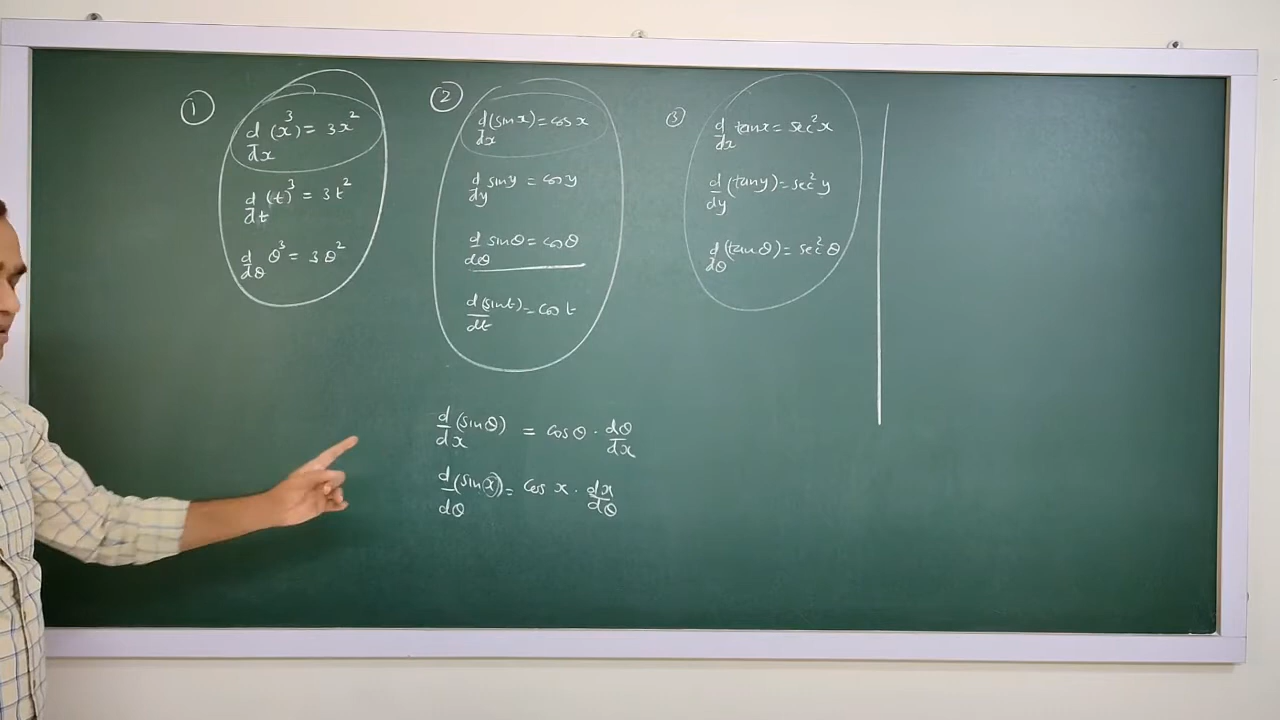 ①
d/dx (x³) = 3x²
d/dt (t)³ = 3t²
d/dθ θ³ = 3θ²
②
d/dx (sin x) = cos x
d/dy sin y = cos y
d/dθ sin θ = cos θ
d/dt (sin t) = cos t
③
d/dx tan x = sec² x
d/dy (tan y) = sec² y
d/dθ (tan θ) = sec² θ
d/dx (sin θ) = cos θ · dθ/dx
d/dθ (sin x) = cos x · dx/dθ